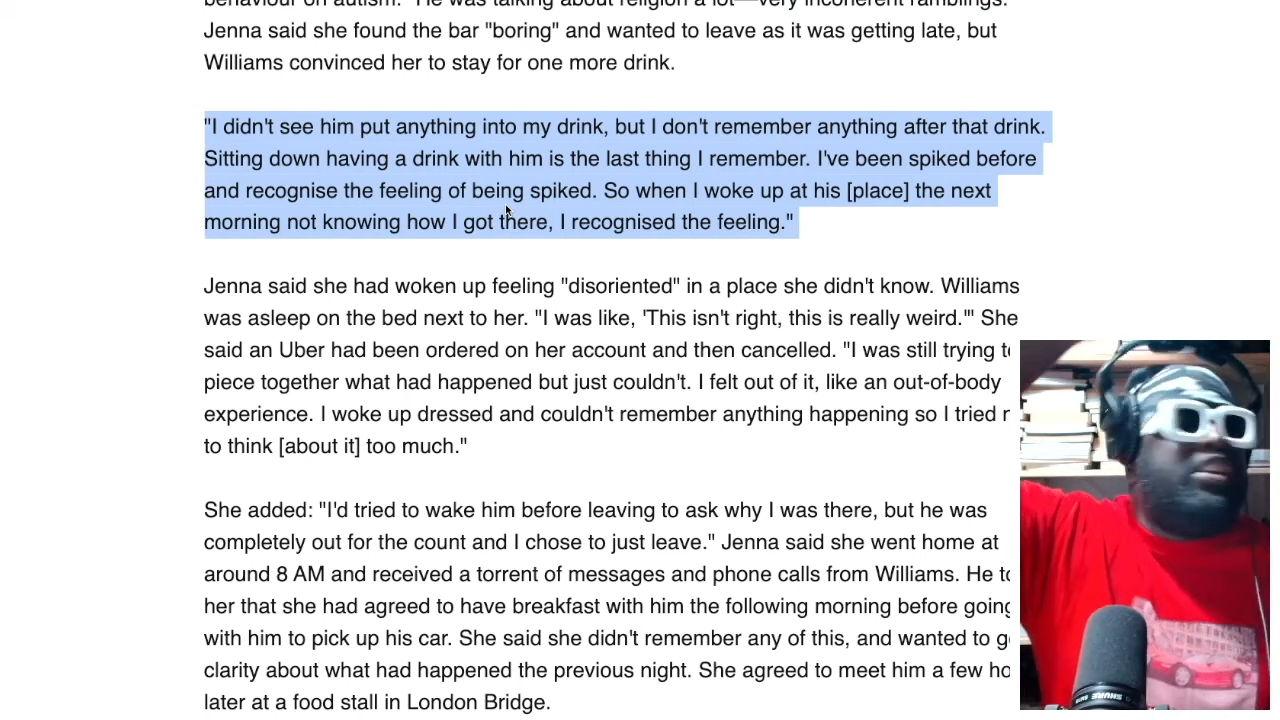 behaviour on autism. "He was talking about religion a lot—very incoherent ramblings."
Jenna said she found the bar "boring" and wanted to leave as it was getting late, but
Williams convinced her to stay for one more drink.
"I didn't see him put anything into my drink, but I don't remember anything after that drink.
Sitting down having a drink with him is the last thing I remember. I've been spiked before
and recognise the feeling of being spiked. So when I woke up at his [place] the next
morning not knowing how I got there, I recognised the feeling."
Jenna said she had woken up feeling "disoriented" in a place she didn't know. Williams
was asleep on the bed next to her. "I was like, 'This isn't right, this is really weird.'" She
said an Uber had been ordered on her account and then cancelled. "I was still trying
piece together what had happened but just couldn't. I felt out of it, like an out-of-body
experience. I woke up dressed and couldn't remember anything happening so I tried
to think [about it] too much."
She added: "I'd tried to wake him before leaving to ask why I was there, but he was
completely out for the count and I chose to just leave." Jenna said she went home at
around 8 AM and received a torrent of messages and phone calls from Williams. He
her that she had agreed to have breakfast with him the following morning before going
with him to pick up his car. She said she didn't remember any of this, and wanted to
clarity about what had happened the previous night. She agreed to meet him a few
later at a food stall in London Bridge.
SHURE